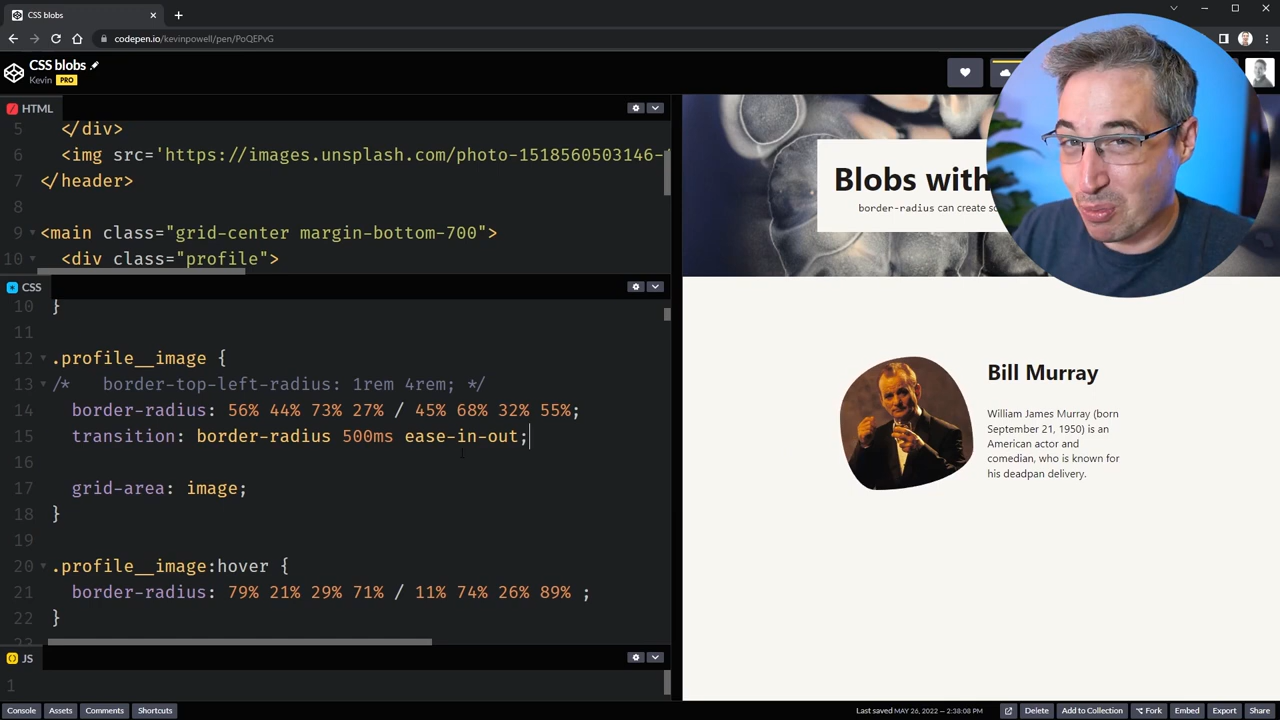 CSS blobs
codepen.io/kevinpowell/pen/PoQEPvG
CSS blobs
Kevin PRO
HTML
5 </div>
6 <img src='https://images.unsplash.com/photo-1518560503146-
7 </header>
8
9 <main class="grid-center margin-bottom-700">
10 <div class="profile">
CSS
10 }
11
12 .profile__image {
13 /* border-top-left-radius: 1rem 4rem; */
14 border-radius: 56% 44% 73% 27% / 45% 68% 32% 55%;
15 transition: border-radius 500ms ease-in-out;
16
17 grid-area: image;
18 }
19
20 .profile__image:hover {
21 border-radius: 79% 21% 29% 71% / 11% 74% 26% 89% ;
22 }
23
JS
1
Blobs with
border-radius can create
Bill Murray
William James Murray (born
September 21, 1950) is an
American actor and
comedian, who is known for
his deadpan delivery.
Console Assets Comments Shortcuts
Last saved MAY 26, 2022 — 2:38:08 PM
Delete Add to Collection Fork Embed Export Share